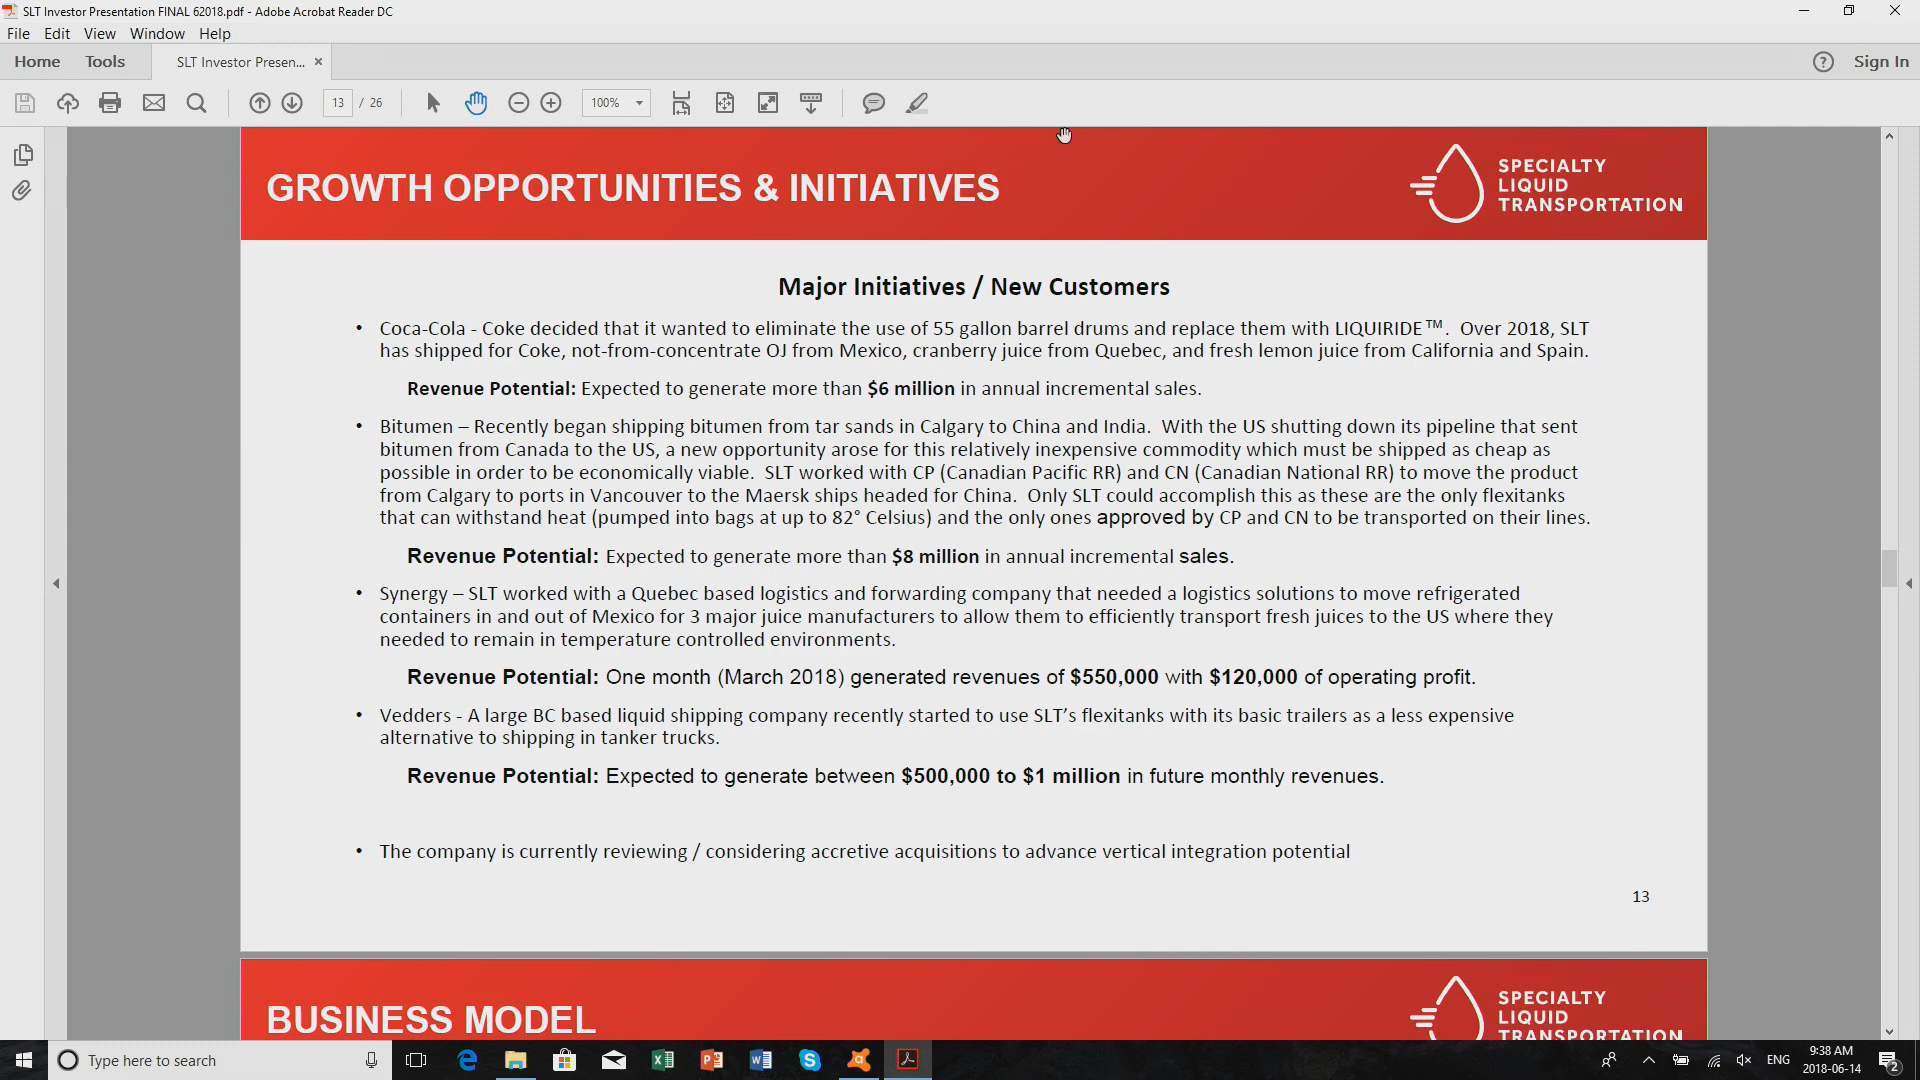 SLT Investor Presentation FINAL 62018.pdf - Adobe Acrobat Reader DC
File Edit View Window Help
Home Tools SLT Investor Presen... × Sign In
13 / 26 100%
GROWTH OPPORTUNITIES & INITIATIVES
SPECIALTY
LIQUID
TRANSPORTATION
Major Initiatives / New Customers
• Coca-Cola - Coke decided that it wanted to eliminate the use of 55 gallon barrel drums and replace them with LIQUIRIDE™. Over 2018, SLT
has shipped for Coke, not-from-concentrate OJ from Mexico, cranberry juice from Quebec, and fresh lemon juice from California and Spain.
Revenue Potential: Expected to generate more than $6 million in annual incremental sales.
• Bitumen – Recently began shipping bitumen from tar sands in Calgary to China and India. With the US shutting down its pipeline that sent
bitumen from Canada to the US, a new opportunity arose for this relatively inexpensive commodity which must be shipped as cheap as
possible in order to be economically viable. SLT worked with CP (Canadian Pacific RR) and CN (Canadian National RR) to move the product
from Calgary to ports in Vancouver to the Maersk ships headed for China. Only SLT could accomplish this as these are the only flexitanks
that can withstand heat (pumped into bags at up to 82° Celsius) and the only ones approved by CP and CN to be transported on their lines.
Revenue Potential: Expected to generate more than $8 million in annual incremental sales.
• Synergy – SLT worked with a Quebec based logistics and forwarding company that needed a logistics solutions to move refrigerated
containers in and out of Mexico for 3 major juice manufacturers to allow them to efficiently transport fresh juices to the US where they
needed to remain in temperature controlled environments.
Revenue Potential: One month (March 2018) generated revenues of $550,000 with $120,000 of operating profit.
• Vedders - A large BC based liquid shipping company recently started to use SLT's flexitanks with its basic trailers as a less expensive
alternative to shipping in tanker trucks.
Revenue Potential: Expected to generate between $500,000 to $1 million in future monthly revenues.
• The company is currently reviewing / considering accretive acquisitions to advance vertical integration potential
13
BUSINESS MODEL
SPECIALTY
LIQUID
TRANSPORTATION
Type here to search
ENG
9:38 AM
2018-06-14
2